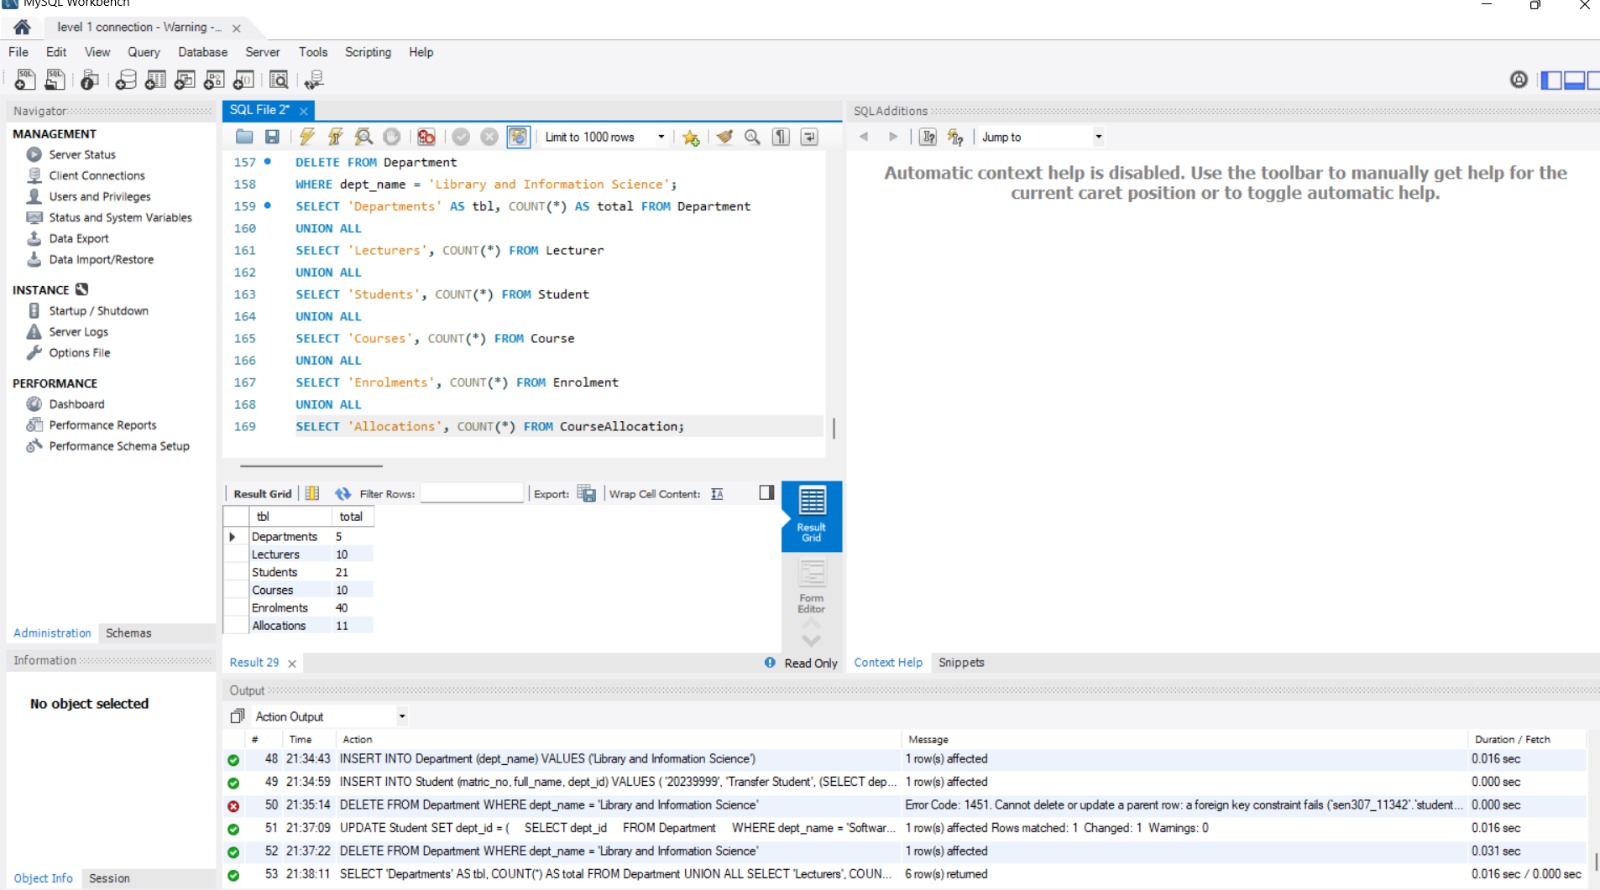 MySQL Workbench
level 1 connection - Warning -...
File Edit View Query Database Server Tools Scripting Help
Navigator
MANAGEMENT
Server Status
Client Connections
Users and Privileges
Status and System Variables
Data Export
Data Import/Restore
INSTANCE
Startup / Shutdown
Server Logs
Options File
PERFORMANCE
Dashboard
Performance Reports
Performance Schema Setup
Administration Schemas
Information
No object selected
Object Info Session
SQL File 2*
Limit to 1000 rows
157 DELETE FROM Department
158 WHERE dept_name = 'Library and Information Science';
159 SELECT 'Departments' AS tbl, COUNT(*) AS total FROM Department
160 UNION ALL
161 SELECT 'Lecturers', COUNT(*) FROM Lecturer
162 UNION ALL
163 SELECT 'Students', COUNT(*) FROM Student
164 UNION ALL
165 SELECT 'Courses', COUNT(*) FROM Course
166 UNION ALL
167 SELECT 'Enrolments', COUNT(*) FROM Enrolment
168 UNION ALL
169 SELECT 'Allocations', COUNT(*) FROM CourseAllocation;
Result Grid Filter Rows: Export: Wrap Cell Content:
tbl total
Departments 5
Lecturers 10
Students 21
Courses 10
Enrolments 40
Allocations 11
Result Grid
Form Editor
Result 29
Read Only
SQLAdditions
Jump to
Automatic context help is disabled. Use the toolbar to manually get help for the
current caret position or to toggle automatic help.
Context Help Snippets
Output
Action Output
# Time Action Message Duration / Fetch
48 21:34:43 INSERT INTO Department (dept_name) VALUES ('Library and Information Science') 1 row(s) affected 0.016 sec
49 21:34:59 INSERT INTO Student (matric_no, full_name, dept_id) VALUES ( '20239999', 'Transfer Student', (SELECT dep... 1 row(s) affected 0.000 sec
50 21:35:14 DELETE FROM Department WHERE dept_name = 'Library and Information Science' Error Code: 1451. Cannot delete or update a parent row: a foreign key constraint fails (`sen307_11342`.`student... 0.000 sec
51 21:37:09 UPDATE Student SET dept_id = ( SELECT dept_id FROM Department WHERE dept_name = 'Softwar... 1 row(s) affected Rows matched: 1 Changed: 1 Warnings: 0 0.016 sec
52 21:37:22 DELETE FROM Department WHERE dept_name = 'Library and Information Science' 1 row(s) affected 0.031 sec
53 21:38:11 SELECT 'Departments' AS tbl, COUNT(*) AS total FROM Department UNION ALL SELECT 'Lecturers', COUN... 6 row(s) returned 0.016 sec / 0.000 sec